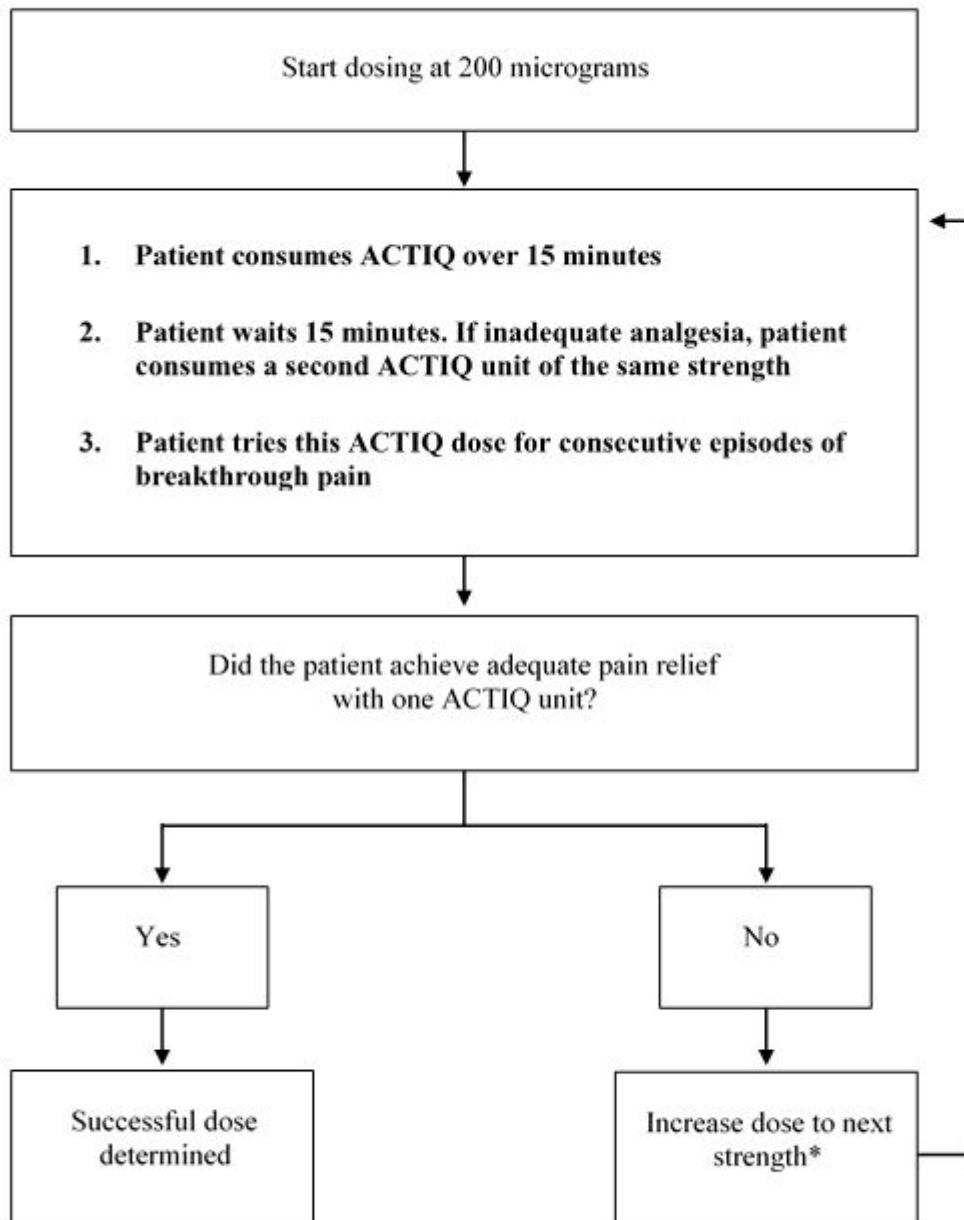 Start dosing at 200 micrograms
1. Patient consumes ACTIQ over 15 minutes
2. Patient waits 15 minutes. If inadequate analgesia, patient
consumes a second ACTIQ unit of the same strength
3. Patient tries this ACTIQ dose for consecutive episodes of
breakthrough pain
Did the patient achieve adequate pain relief
with one ACTIQ unit?
Yes
No
Successful dose
determined
Increase dose to next
strength*